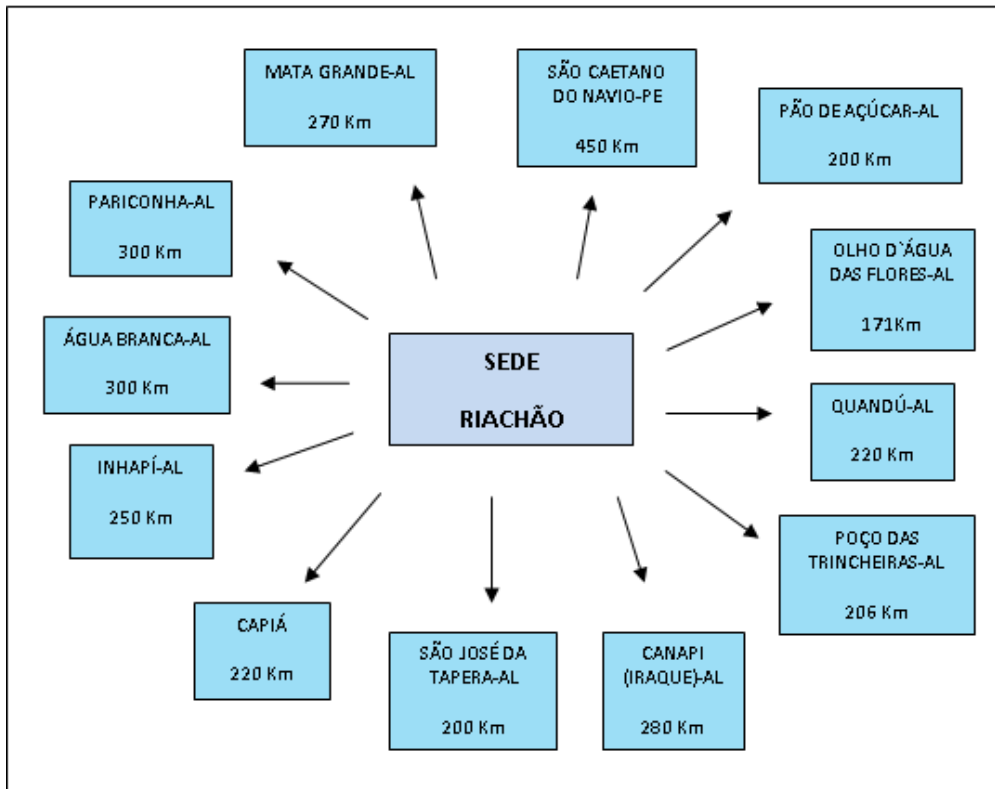 MATA GRANDE-AL
270 Km
SÃO CAETANO
DO NAVIO-PE
450 Km
PÃO DE AÇÚCAR-AL
200 Km
PARICONHA-AL
300 Km
OLHO D`ÁGUA
DAS FLORES-AL
171Km
ÁGUA BRANCA-AL
300 Km
SEDE
RIACHÃO
QUANDÚ-AL
220 Km
INHAPÍ-AL
250 Km
POÇO DAS
TRINCHEIRAS-AL
206 Km
CAPIÁ
220 Km
SÃO JOSÉ DA
TAPERA-AL
200 Km
CANAPI
(IRAQUE)-AL
280 Km